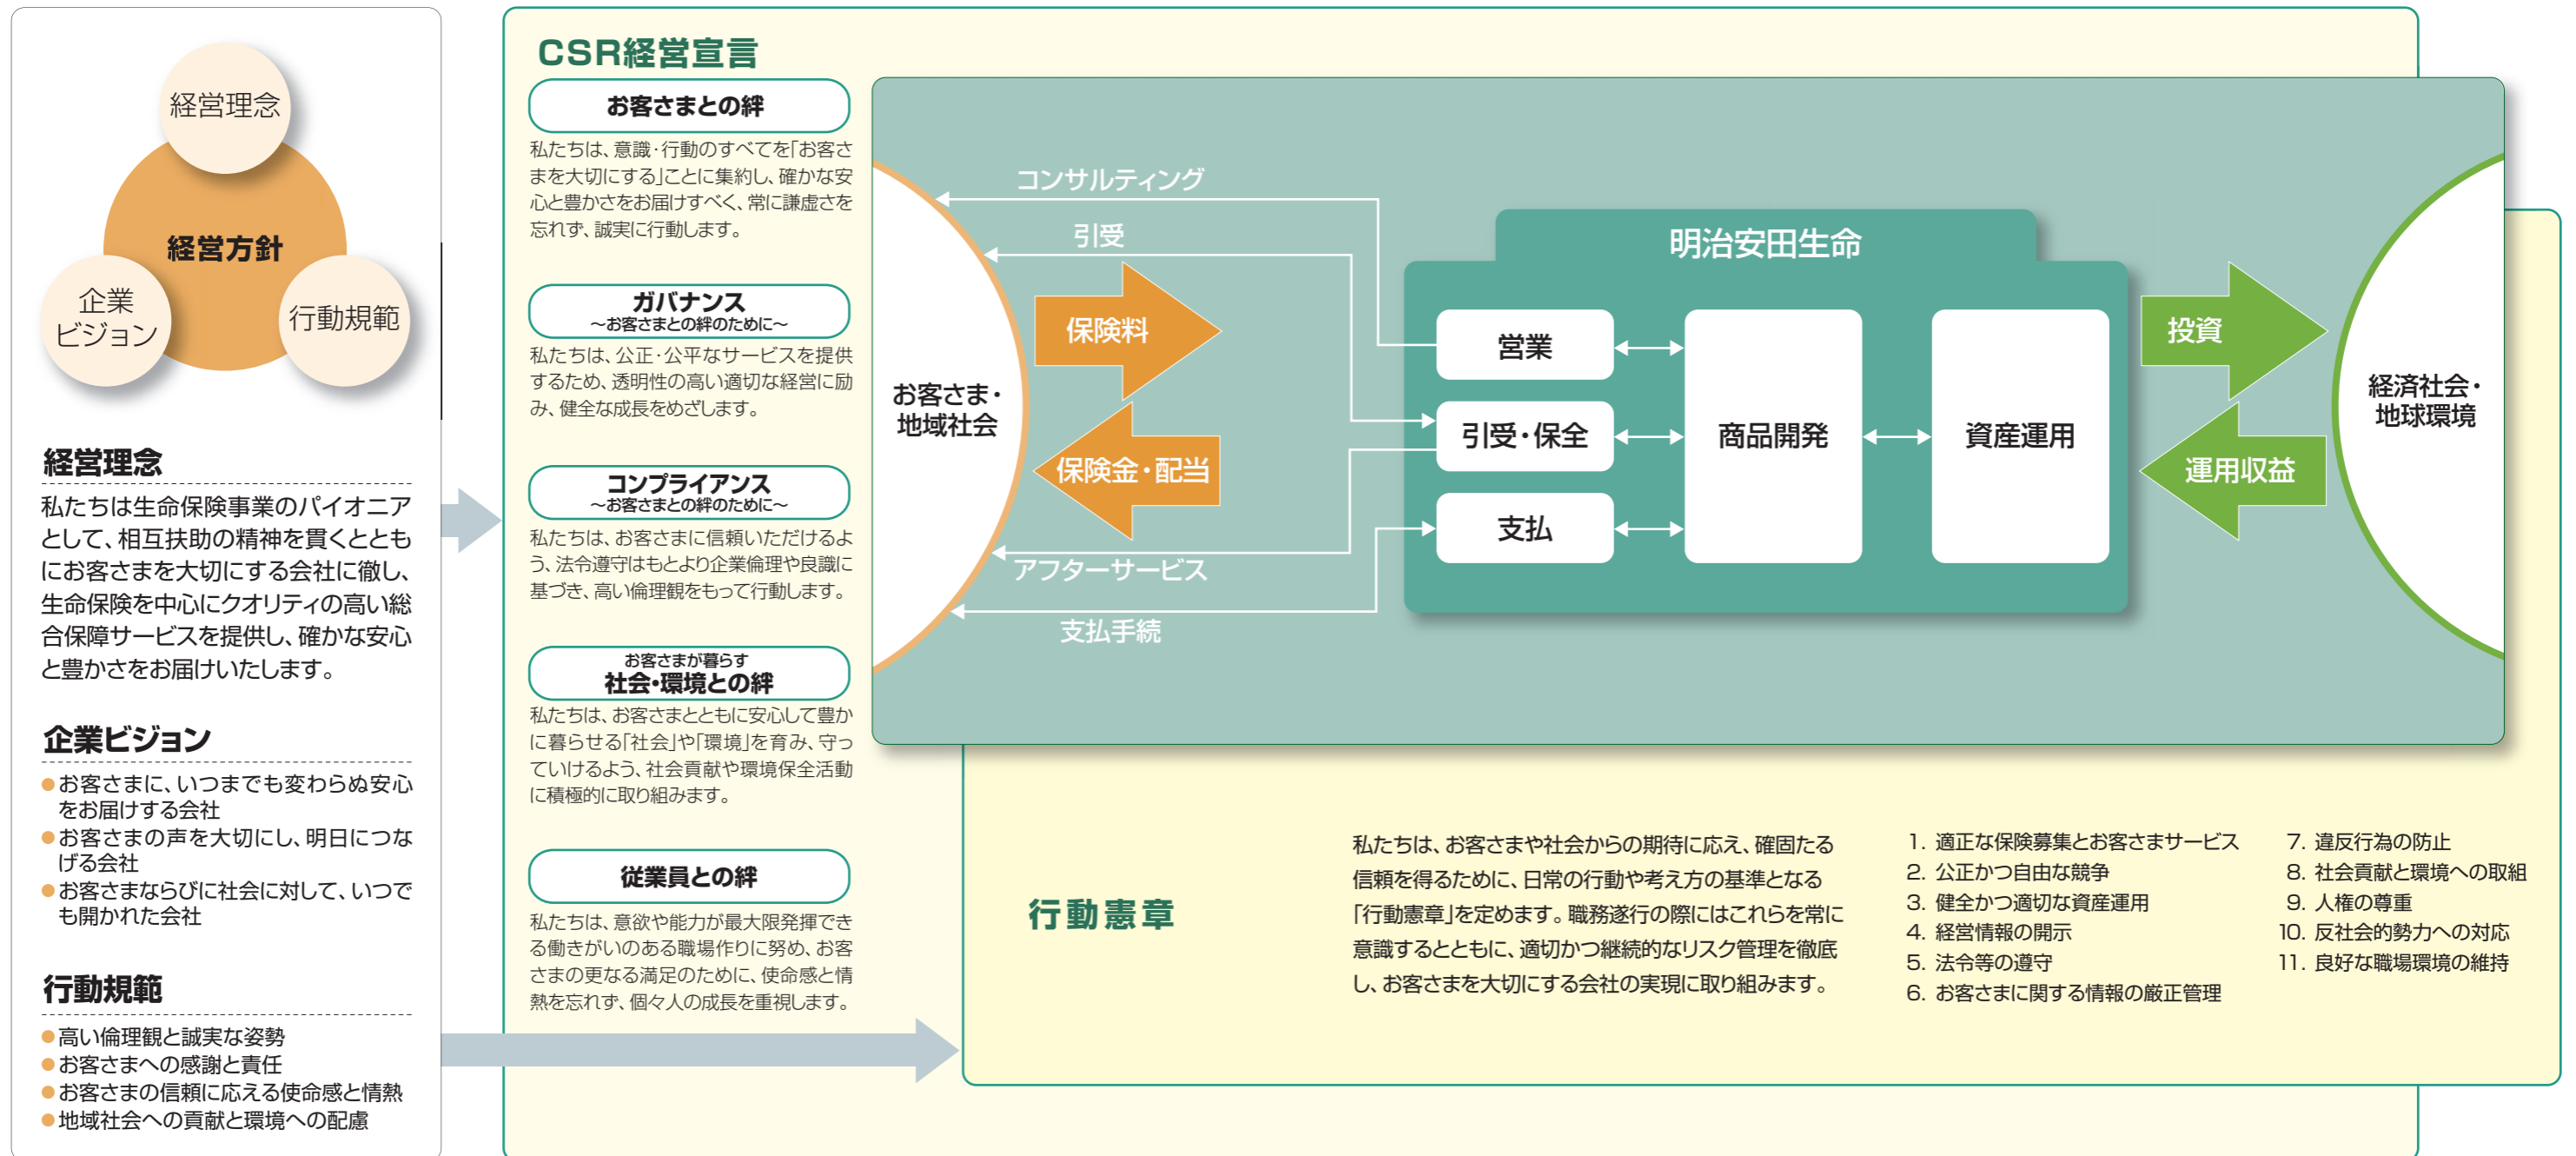 経営理念
経営方針
企業
ビジョン
行動規範
経営理念
私たちは生命保険事業のパイオニア
として、相互扶助の精神を貫くととも
にお客さまを大切にする会社に徹し、
生命保険を中心にクオリティの高い総
合保障サービスを提供し、確かな安心
と豊かさをお届けいたします。
企業ビジョン
●お客さまに、いつまでも変わらぬ安心
をお届けする会社
●お客さまの声を大切にし、明日につな
げる会社
●お客さまならびに社会に対して、いつで
も開かれた会社
行動規範
●高い倫理観と誠実な姿勢
●お客さまへの感謝と責任
●お客さまの信頼に応える使命感と情熱
●地域社会への貢献と環境への配慮
CSR経営宣言
お客さまとの絆
私たちは、意識・行動のすべてを「お客さ
まを大切にする」ことに集約し、確かな安
心と豊かさをお届けすべく、常に謙虚さを
忘れず、誠実に行動します。
ガバナンス
～お客さまとの絆のために～
私たちは、公正・公平なサービスを提供
するため、透明性の高い適切な経営に励
み、健全な成長をめざします。
コンプライアンス
～お客さまとの絆のために～
私たちは、お客さまに信頼いただけるよ
う、法令遵守はもとより企業倫理や良識に
基づき、高い倫理観をもって行動します。
お客さまが暮らす
社会・環境との絆
私たちは、お客さまとともに安心して豊か
に暮らせる「社会」や「環境」を育み、守っ
ていけるよう、社会貢献や環境保全活動
に積極的に取り組みます。
従業員との絆
私たちは、意欲や能力が最大限発揮でき
る働きがいのある職場作りに努め、お客
さまの更なる満足のために、使命感と情
熱を忘れず、個々人の成長を重視します。
お客さま・
地域社会
コンサルティング
引受
保険料
保険金・配当
アフターサービス
支払手続
明治安田生命
営業
引受・保全
支払
商品開発
資産運用
投資
運用収益
経済社会・
地球環境
行動憲章
私たちは、お客さまや社会からの期待に応え、確固たる
信頼を得るために、日常の行動や考え方の基準となる
「行動憲章」を定めます。職務遂行の際にはこれらを常に
意識するとともに、適切かつ継続的なリスク管理を徹底
し、お客さまを大切にする会社の実現に取り組みます。
1. 適正な保険募集とお客さまサービス
2. 公正かつ自由な競争
3. 健全かつ適切な資産運用
4. 経営情報の開示
5. 法令等の遵守
6. お客さまに関する情報の厳正管理
7. 違反行為の防止
8. 社会貢献と環境への取組
9. 人権の尊重
10. 反社会的勢力への対応
11. 良好な職場環境の維持